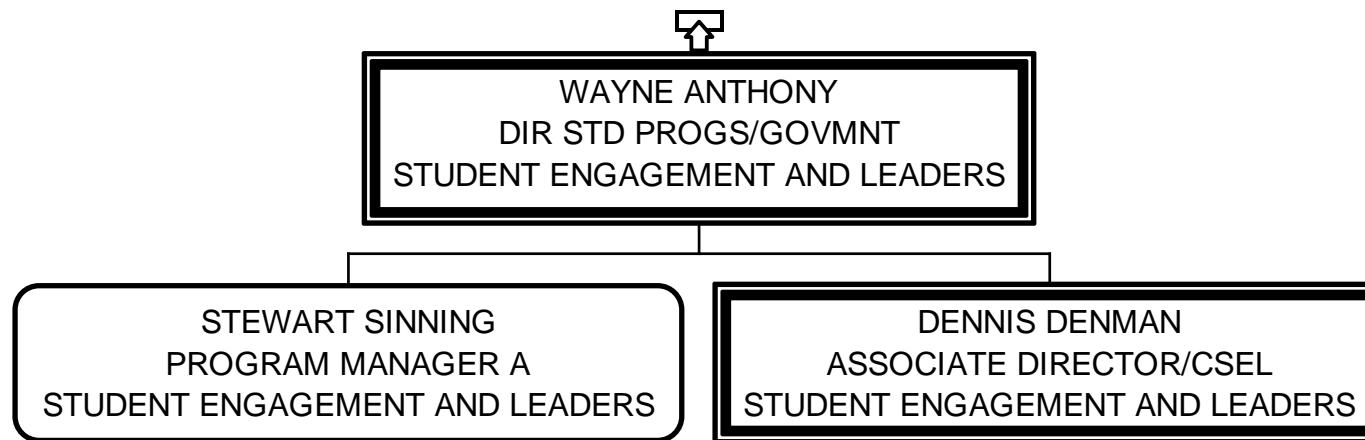 WAYNE ANTHONY
DIR STD PROGS/GOVMNT
STUDENT ENGAGEMENT AND LEADERS
STEWART SINNING
PROGRAM MANAGER A
STUDENT ENGAGEMENT AND LEADERS
DENNIS DENMAN
ASSOCIATE DIRECTOR/CSEL
STUDENT ENGAGEMENT AND LEADERS